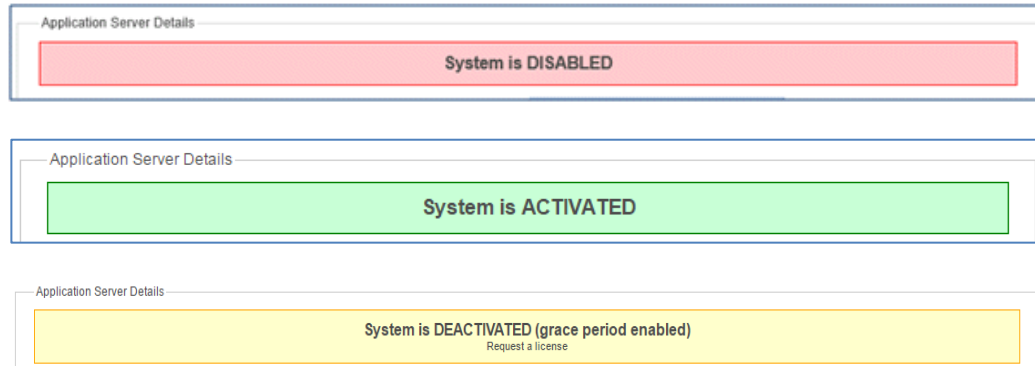 Application Server Details
System is DISABLED
Application Server Details
System is ACTIVATED
Application Server Details
System is DEACTIVATED (grace period enabled)
Request a license